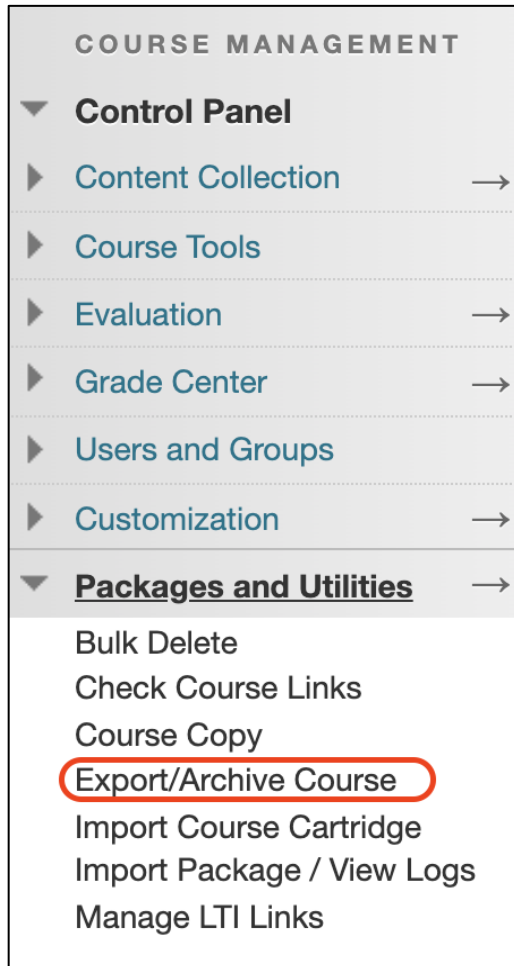 COURSE MANAGEMENT
Control Panel
Content Collection
Course Tools
Evaluation
Grade Center
Users and Groups
Customization
Packages and Utilities
Bulk Delete
Check Course Links
Course Copy
Export/Archive Course
Import Course Cartridge
Import Package / View Logs
Manage LTI Links